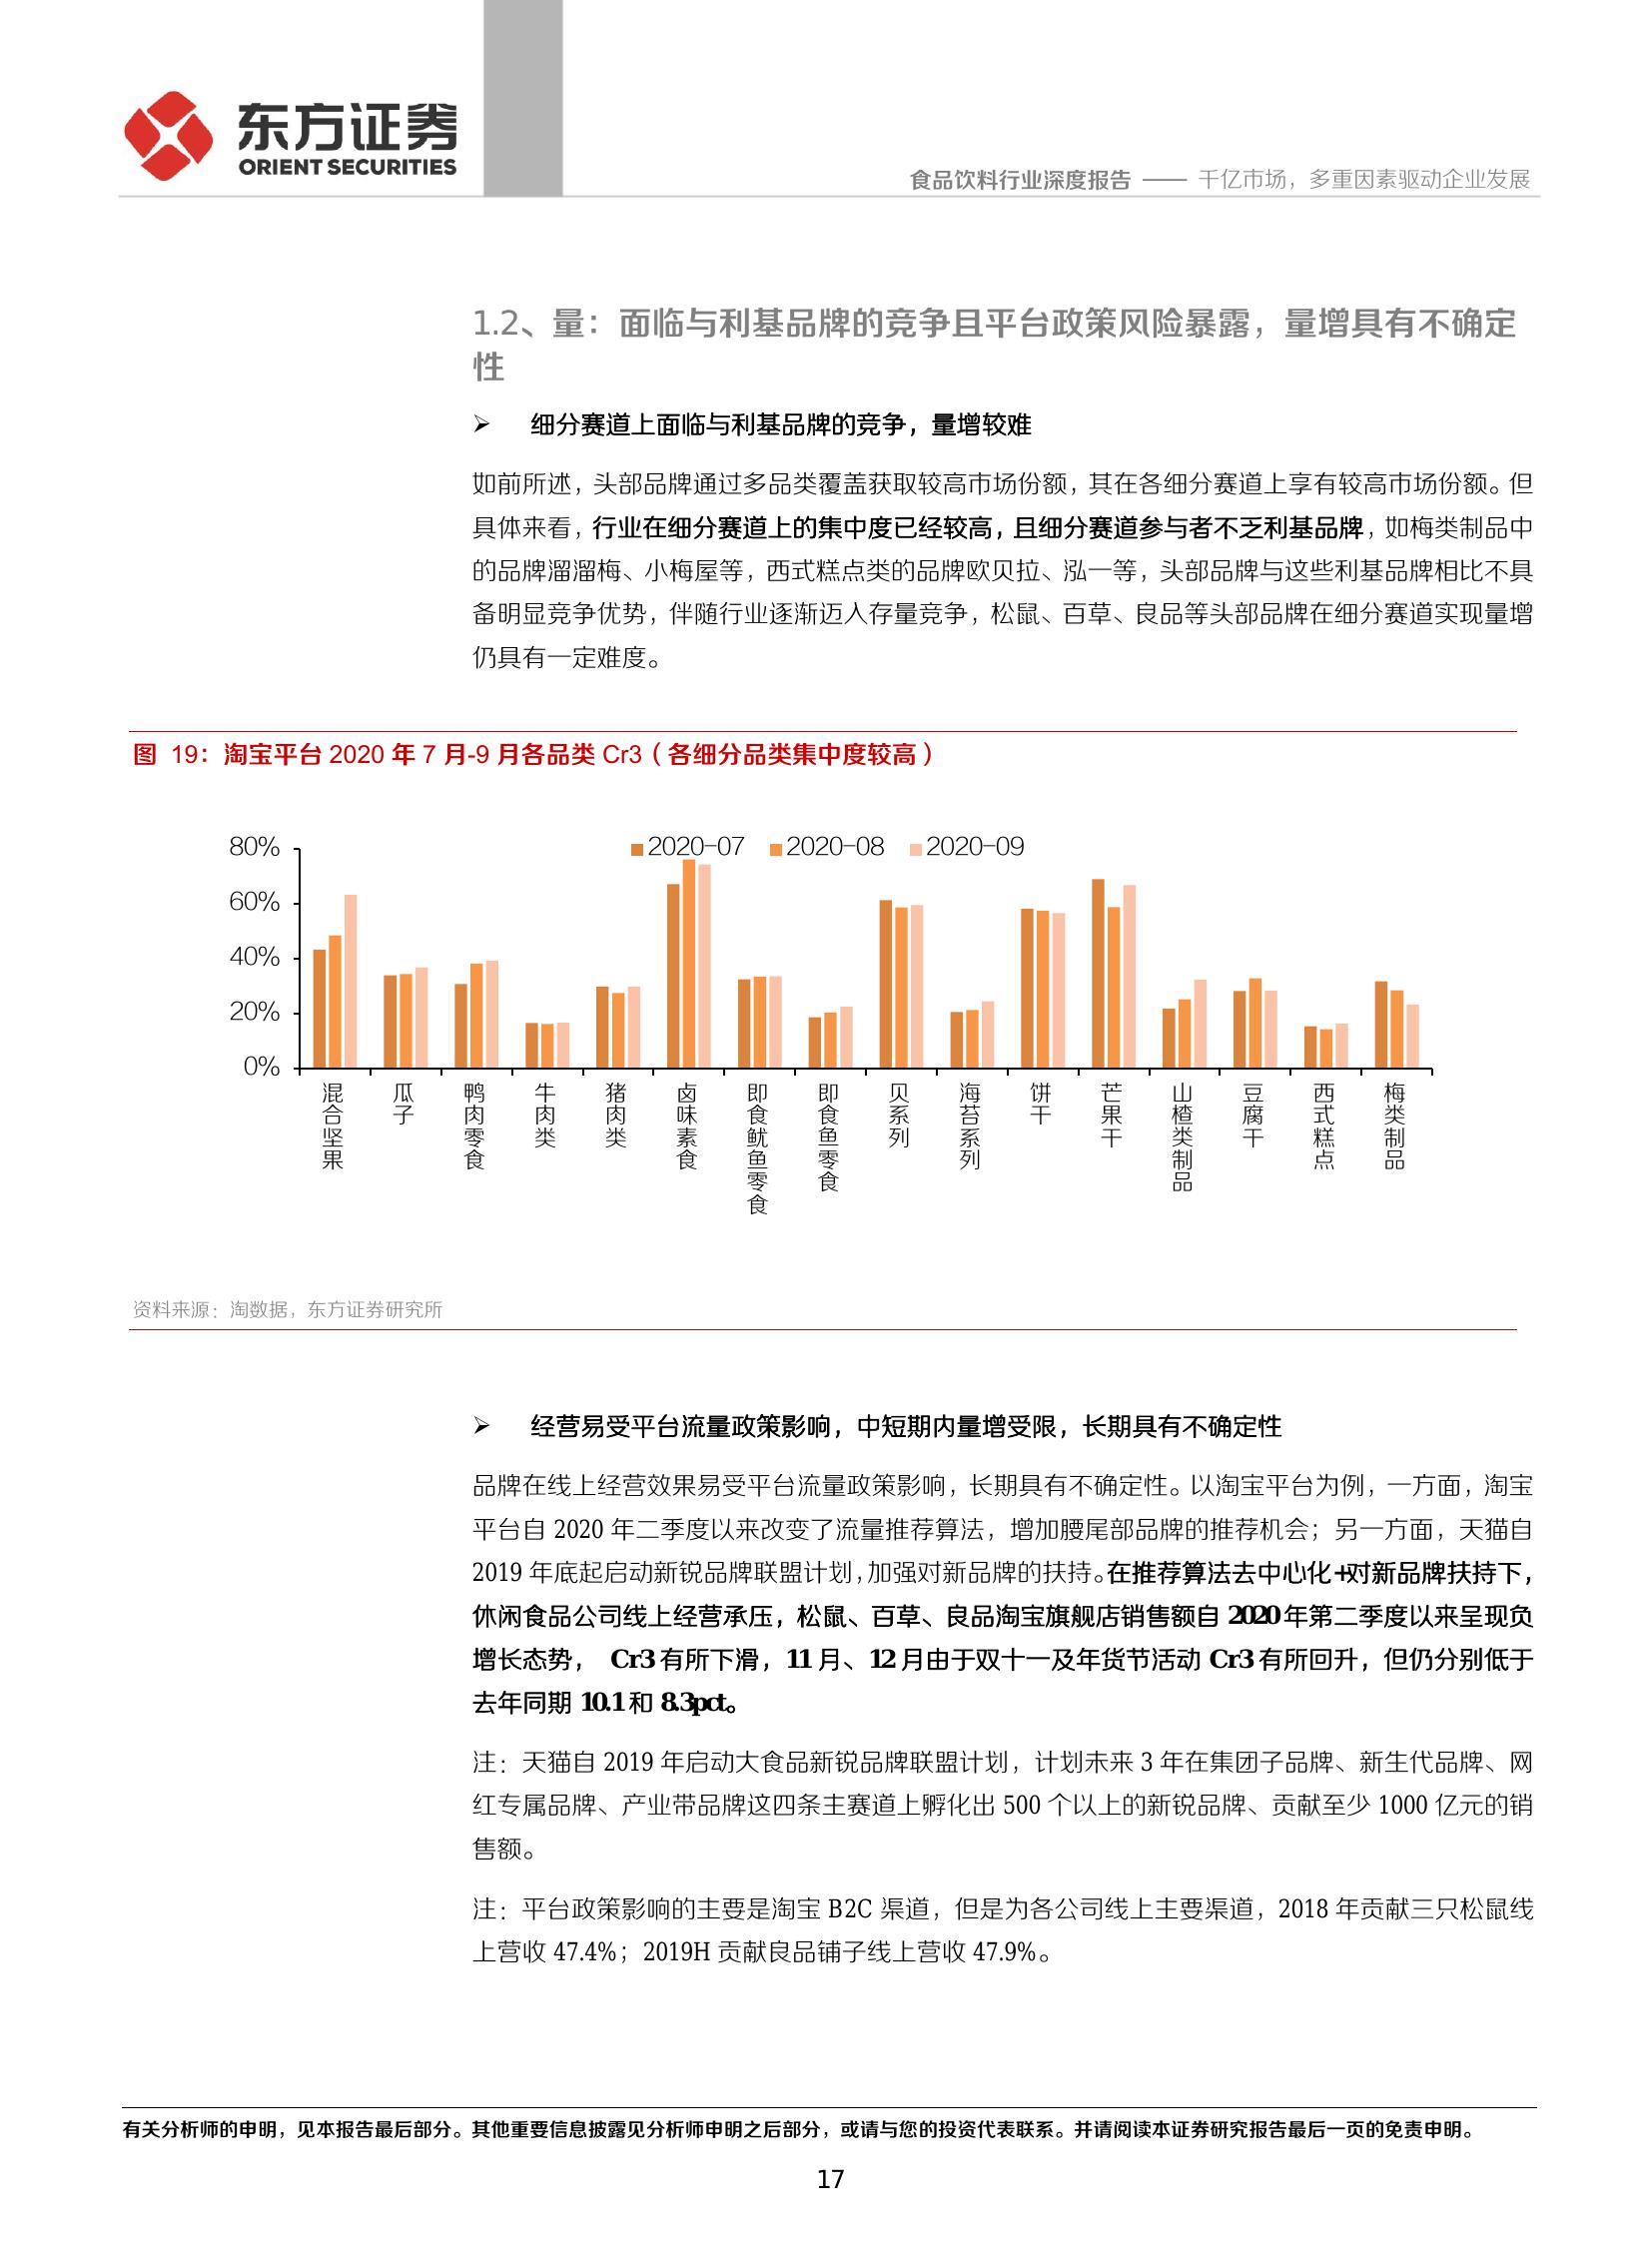 东方证券
ORIENT SECURITIES
食品饮料行业深度报告 —— 千亿市场，多重因素驱动企业发展
1.2、量：面临与利基品牌的竞争且平台政策风险暴露，量增具有不确定
性
➢ 细分赛道上面临与利基品牌的竞争，量增较难
如前所述，头部品牌通过多品类覆盖获取较高市场份额，其在各细分赛道上享有较高市场份额。但
具体来看，行业在细分赛道上的集中度已经较高，且细分赛道参与者不乏利基品牌，如梅类制品中
的品牌溜溜梅、小梅屋等，西式糕点类的品牌欧贝拉、泓一等，头部品牌与这些利基品牌相比不具
备明显竞争优势，伴随行业逐渐迈入存量竞争，松鼠、百草、良品等头部品牌在细分赛道实现量增
仍具有一定难度。
图 19：淘宝平台 2020 年 7 月-9 月各品类 Cr3（各细分品类集中度较高）
80%
60%
40%
20%
0%
2020-07 2020-08 2020-09
混合坚果
瓜子
鸭肉零食
牛肉类
猪肉类
卤味素食
即食鱿鱼零食
即食鱼零食
贝系列
海苔系列
饼干
芒果干
山楂类制品
豆腐干
西式糕点
梅类制品
资料来源：淘数据，东方证券研究所
➢ 经营易受平台流量政策影响，中短期内量增受限，长期具有不确定性
品牌在线上经营效果易受平台流量政策影响，长期具有不确定性。以淘宝平台为例，一方面，淘宝
平台自 2020 年二季度以来改变了流量推荐算法，增加腰尾部品牌的推荐机会；另一方面，天猫自
2019 年底起启动新锐品牌联盟计划，加强对新品牌的扶持。在推荐算法去中心化+对新品牌扶持下，
休闲食品公司线上经营承压，松鼠、百草、良品淘宝旗舰店销售额自 2020 年第二季度以来呈现负
增长态势， Cr3 有所下滑，11 月、12 月由于双十一及年货节活动 Cr3 有所回升，但仍分别低于
去年同期 10.1 和 8.3pct。
注：天猫自 2019 年启动大食品新锐品牌联盟计划，计划未来 3 年在集团子品牌、新生代品牌、网
红专属品牌、产业带品牌这四条主赛道上孵化出 500 个以上的新锐品牌、贡献至少 1000 亿元的销
售额。
注：平台政策影响的主要是淘宝 B2C 渠道，但是为各公司线上主要渠道，2018 年贡献三只松鼠线
上营收 47.4%；2019H 贡献良品铺子线上营收 47.9%。
有关分析师的申明，见本报告最后部分。其他重要信息披露见分析师申明之后部分，或请与您的投资代表联系。并请阅读本证券研究报告最后一页的免责申明。
17